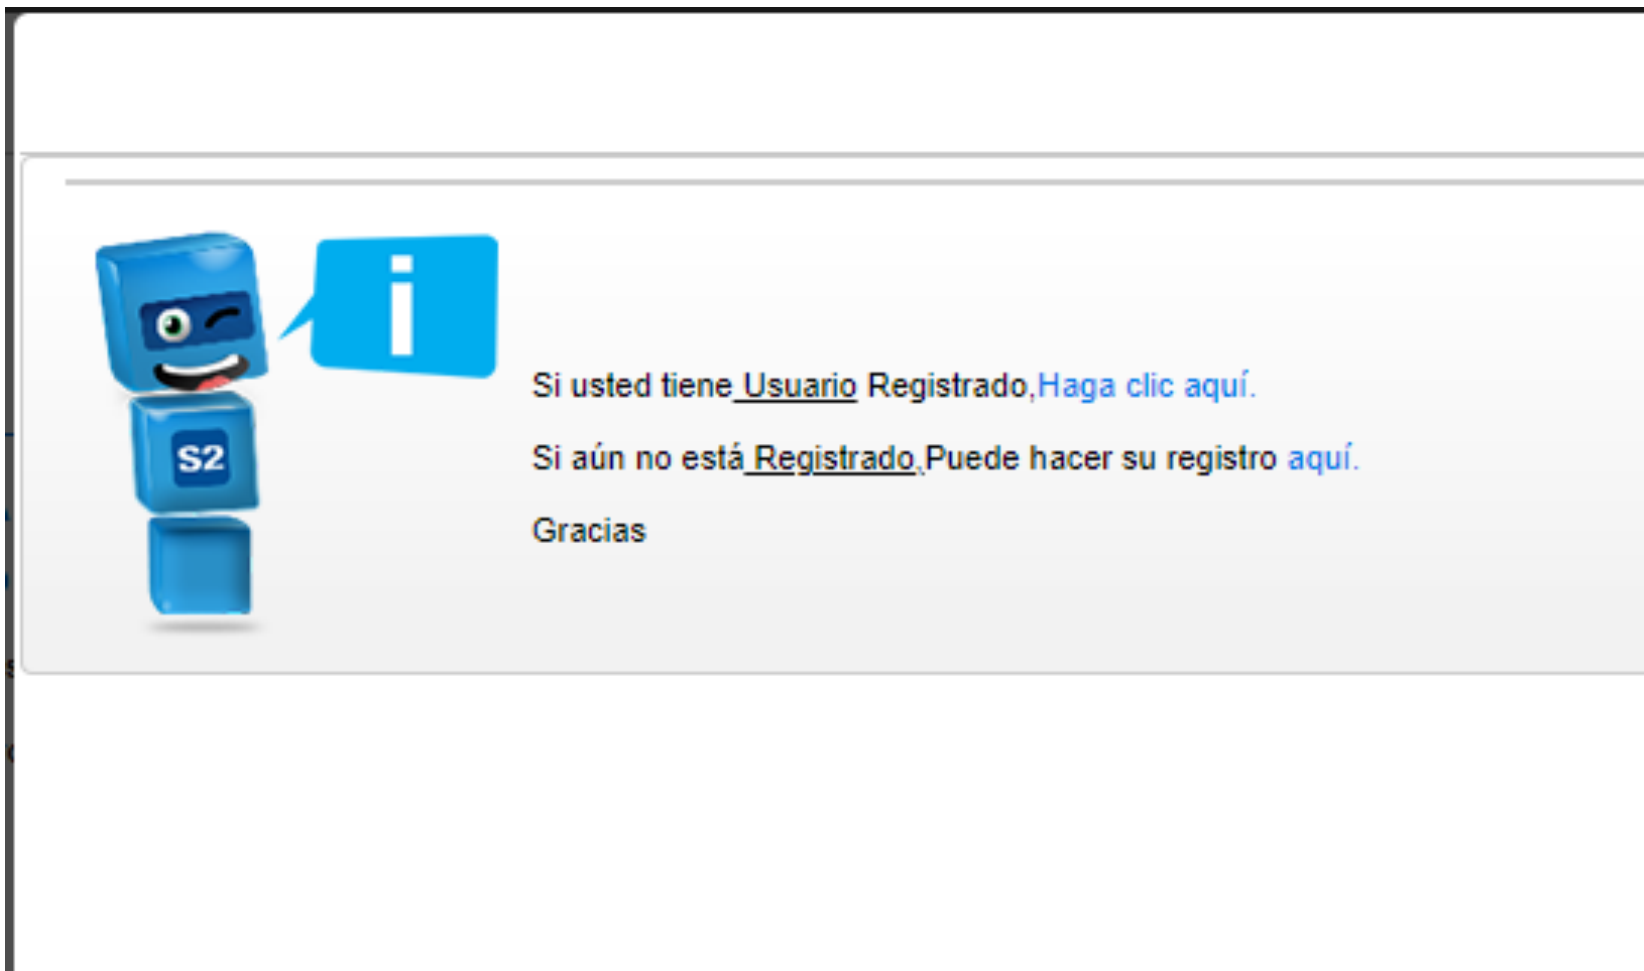 i
Si usted tiene Usuario Registrado,Haga clic aquí.
S2
Si aún no está Registrado,Puede hacer su registro aquí.
Gracias